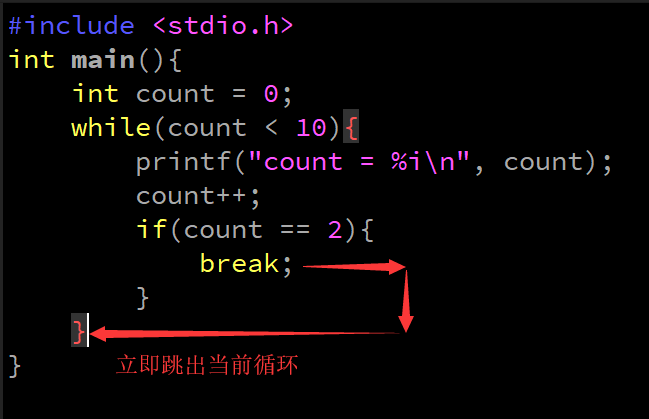 #include <stdio.h>
int main(){
    int count = 0;
    while(count < 10){
        printf("count = %i\n", count);
        count++;
        if(count == 2){
            break;
        }
    }
立即跳出当前循环
}